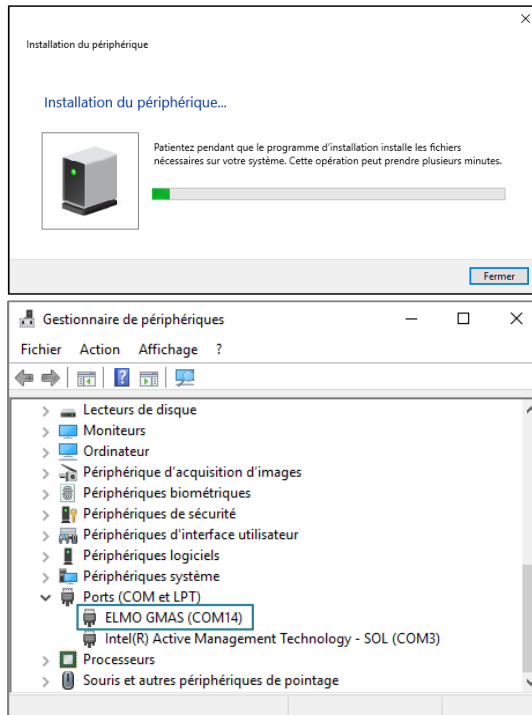 Installation du périphérique
Installation du périphérique...
Patientez pendant que le programme d'installation installe les fichiers
nécessaires sur votre système. Cette opération peut prendre plusieurs minutes.
Fermer
Gestionnaire de périphériques
Fichier Action Affichage ?
Lecteurs de disque
Moniteurs
Ordinateur
Périphérique d'acquisition d'images
Périphériques biométriques
Périphériques de sécurité
Périphériques d'interface utilisateur
Périphériques logiciels
Périphériques système
Ports (COM et LPT)
ELMO GMAS (COM14)
Intel(R) Active Management Technology - SOL (COM3)
Processeurs
Souris et autres périphériques de pointage